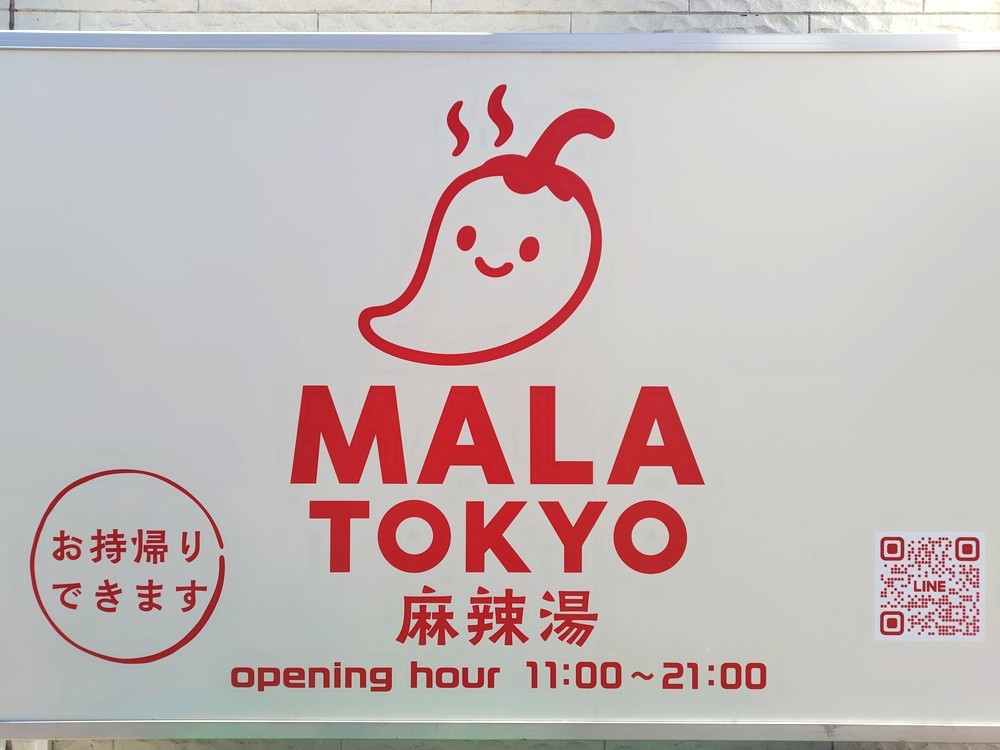 MALA
TOKYO
麻辣湯
opening hour 11:00～21:00
お持帰り
できます
LINE